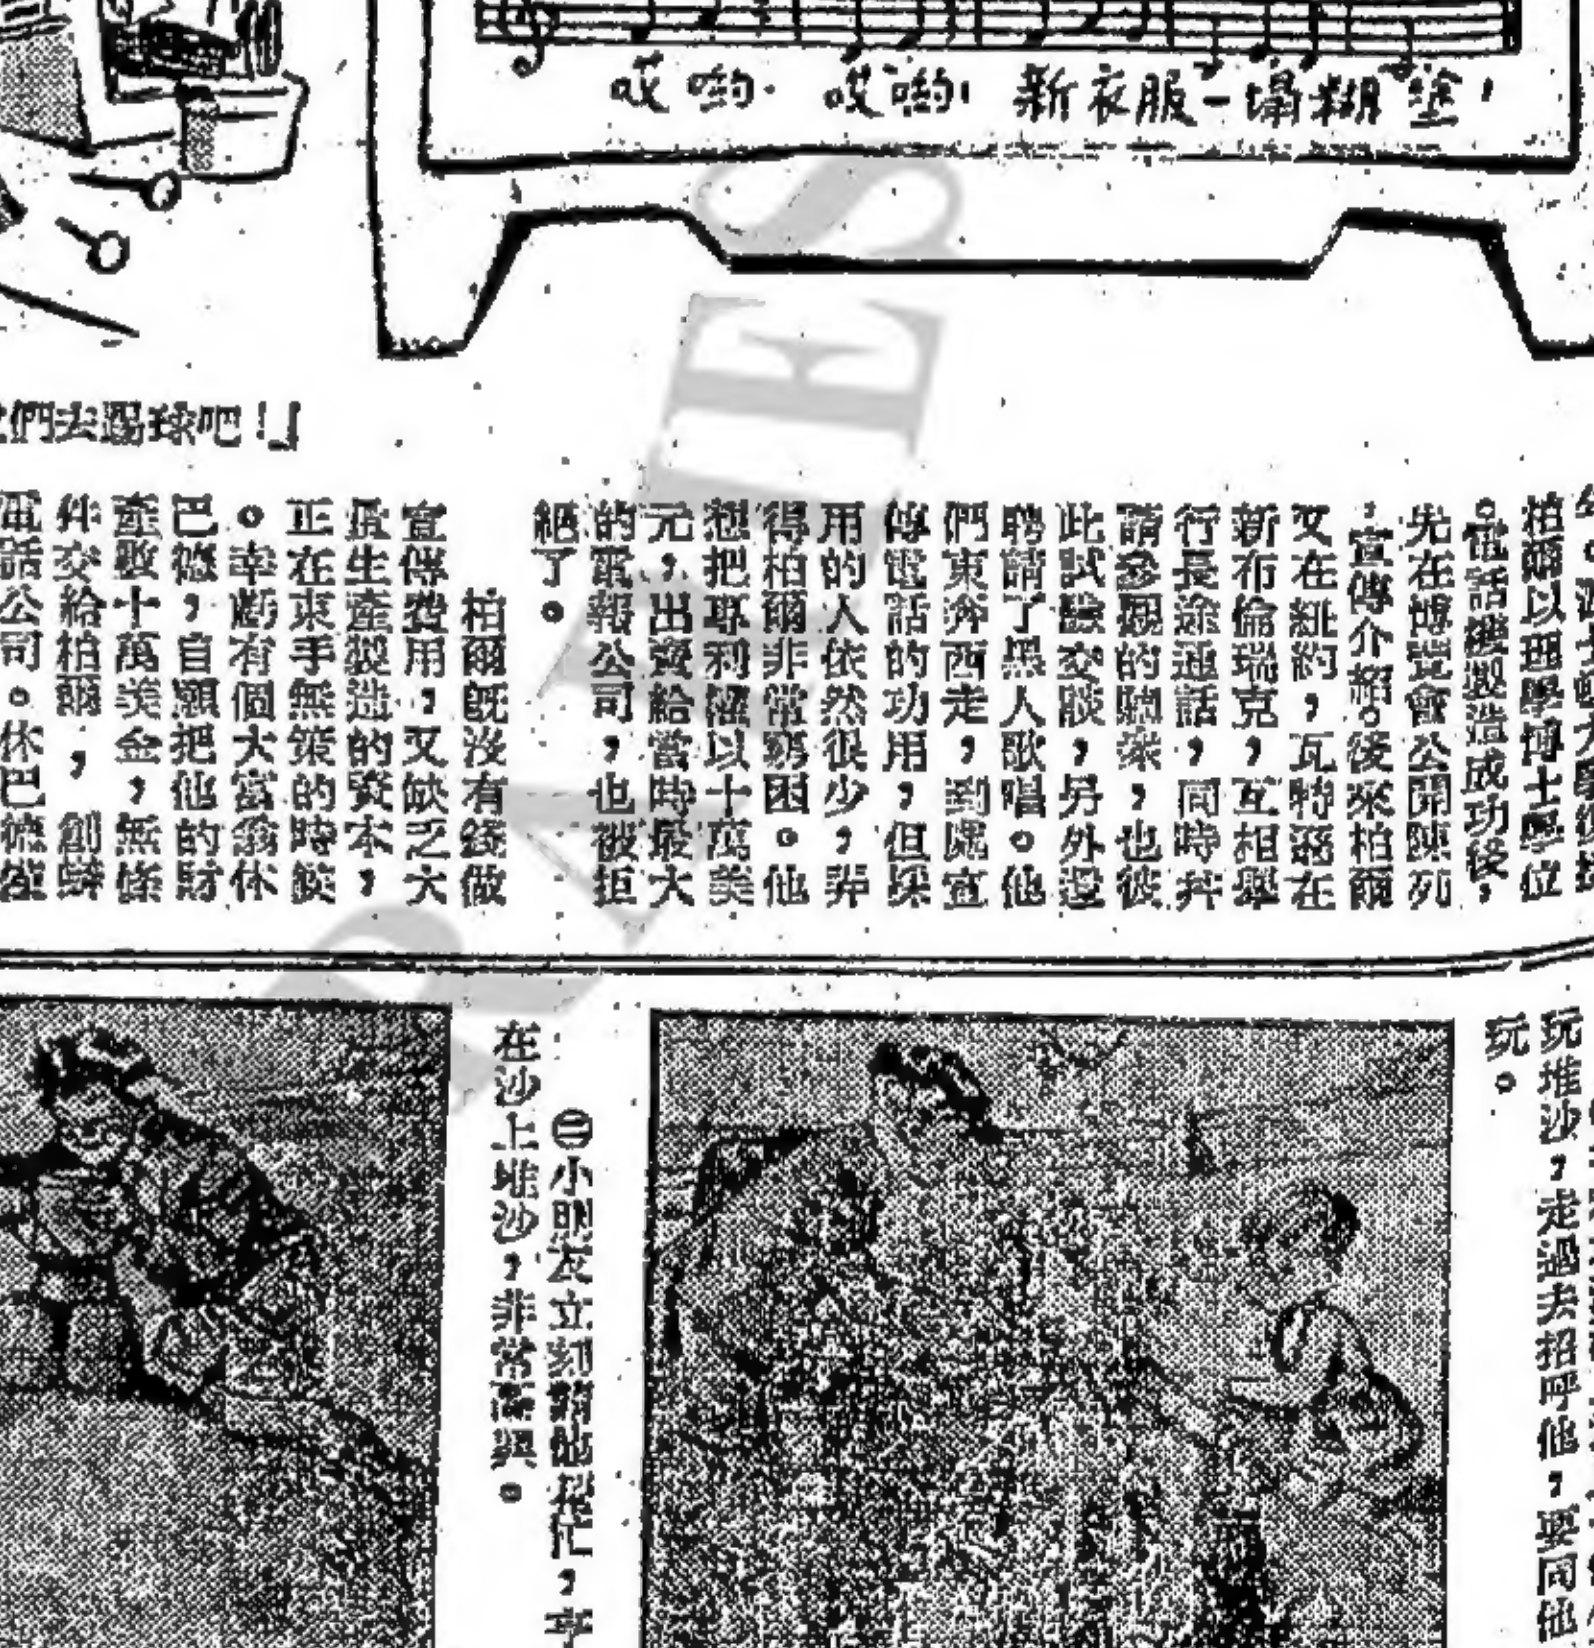 哎喲·哎喲！新衣服一塌糊塗！
們去踢球吧！」
柏爾以理學博士學位
。電話機製造成功後，
先在博覽會公開陳列
，宣傳介紹。後來柏爾
又在紐約，瓦特遜在
新布倫瑞克，互相舉
行長途通話，同時并
請參觀的聽衆，也彼
此試驗交談，另外還
聘請了黑人歌唱。他
們東奔西走，到處宣
傳電話的功用，但採
用的人依然很少，弄
得柏爾非常窮困。他
想把專利權以十萬美
元，出賣給當時最大
的電報公司，也被拒
絕了。
柏爾既沒有錢做
宣傳費用，又缺乏大
量生產製造的資本，
正在束手無策的時候
。幸虧有個大富翁休
巴德，自願把他的財
產數十萬美金，無條
件交給柏爾，創辦
電話公司。休巴德當
玩堆沙，走過去招呼他，要同他
玩。
㊁小朋友立刻請他幫忙，
在沙上堆沙，非常高興。